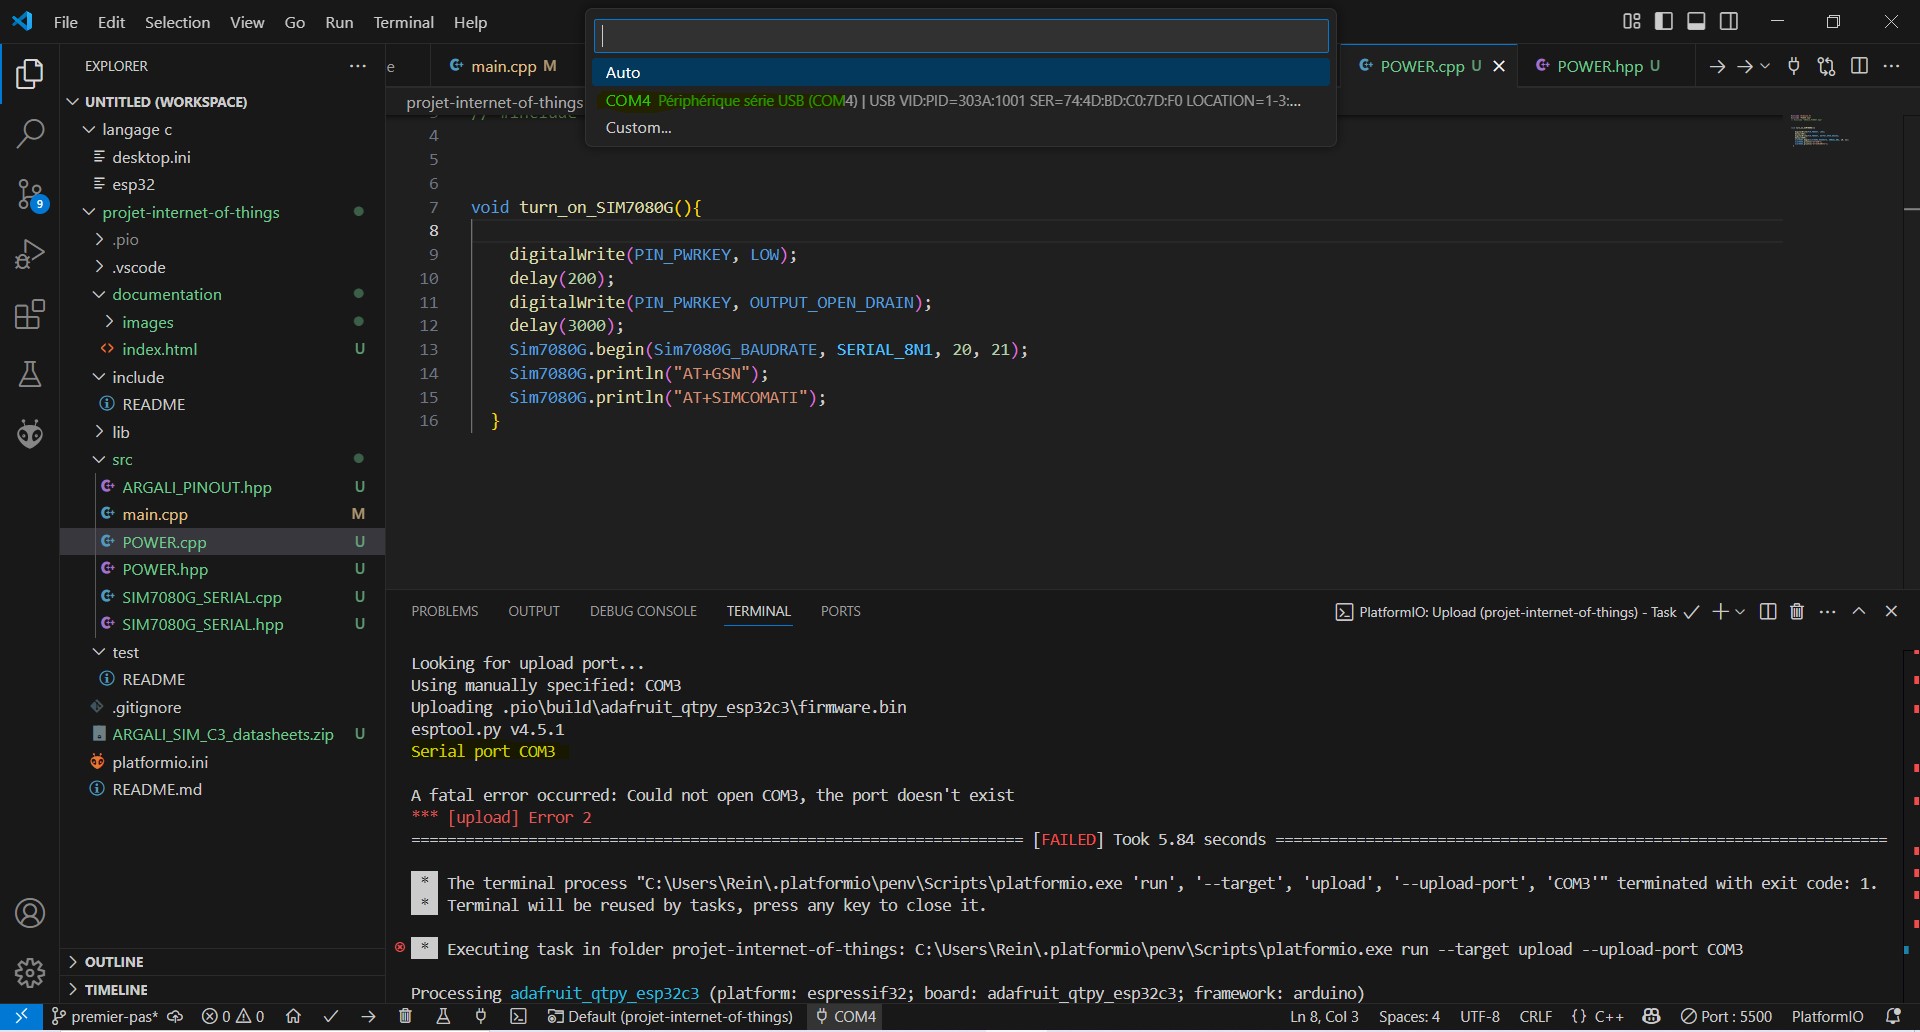 File Edit Selection View Go Run Terminal Help
EXPLORER
UNTITLED (WORKSPACE)
langage c
desktop.ini
esp32
projet-internet-of-things
.pio
.vscode
documentation
images
index.html U
include
README
lib
src
ARGALI_PINOUT.hpp U
main.cpp M
POWER.cpp U
POWER.hpp U
SIM7080G_SERIAL.cpp U
SIM7080G_SERIAL.hpp U
test
README
.gitignore
ARGALI_SIM_C3_datasheets.zip U
platformio.ini
README.md
OUTLINE
TIMELINE
9
e
main.cpp M
POWER.cpp U
POWER.hpp U
Auto
COM4 Périphérique série USB (COM4) | USB VID:PID=303A:1001 SER=74:4D:BD:C0:7D:F0 LOCATION=1-3:...
Custom...
projet-internet-of-things
// #include
4
5
6
7 void turn_on_SIM7080G(){
8
9 digitalWrite(PIN_PWRKEY, LOW);
10 delay(200);
11 digitalWrite(PIN_PWRKEY, OUTPUT_OPEN_DRAIN);
12 delay(3000);
13 Sim7080G.begin(Sim7080G_BAUDRATE, SERIAL_8N1, 20, 21);
14 Sim7080G.println("AT+GSN");
15 Sim7080G.println("AT+SIMCOMATI");
16 }
PROBLEMS OUTPUT DEBUG CONSOLE TERMINAL PORTS
PlatformIO: Upload (projet-internet-of-things) - Task
Looking for upload port...
Using manually specified: COM3
Uploading .pio\build\adafruit_qtpy_esp32c3\firmware.bin
esptool.py v4.5.1
Serial port COM3
A fatal error occurred: Could not open COM3, the port doesn't exist
*** [upload] Error 2
[FAILED] Took 5.84 seconds
* The terminal process "C:\Users\Rein\.platformio\penv\Scripts\platformio.exe 'run', '--target', 'upload', '--upload-port', 'COM3'" terminated with exit code: 1.
* Terminal will be reused by tasks, press any key to close it.
* Executing task in folder projet-internet-of-things: C:\Users\Rein\.platformio\penv\Scripts\platformio.exe run --target upload --upload-port COM3
Processing adafruit_qtpy_esp32c3 (platform: espressif32; board: adafruit_qtpy_esp32c3; framework: arduino)
premier-pas* 0 0 Default (projet-internet-of-things) COM4 Ln 8, Col 3 Spaces: 4 UTF-8 CRLF {} C++ Port : 5500 PlatformIO